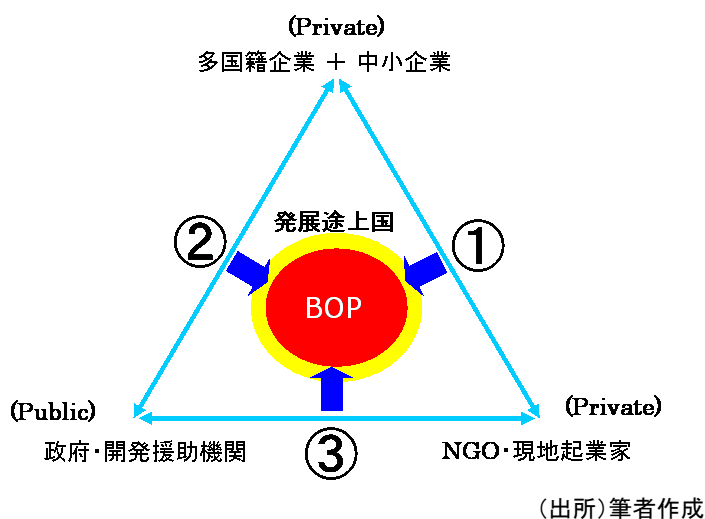 (Private)
多国籍企業 ＋ 中小企業
発展途上国
②
①
BOP
(Public)
(Private)
政府・開発援助機関
③
NGO・現地起業家
（出所）筆者作成